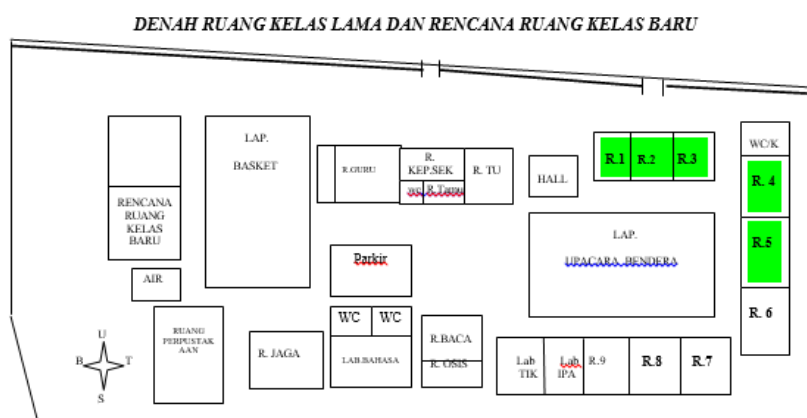 DENAH RUANG KELAS LAMA DAN RENCANA RUANG KELAS BARU
LAP.
BASKET
R.GURU
R.
KEP.SEK
wc
R.Tamu
R. TU
HALL
R.1
R.2
R.3
WC/K
R. 4
R.5
R. 6
RENCANA
RUANG
KELAS
BARU
AIR
Parkir
LAP.
UPACARA BENDERA
RUANG
PERPUSTAK
AAN
R. JAGA
WC
WC
LAB.BAHASA
R.BACA
R. OSIS
Lab
TIK
Lab
IPA
R.9
R.8
R.7
U
B
T
S